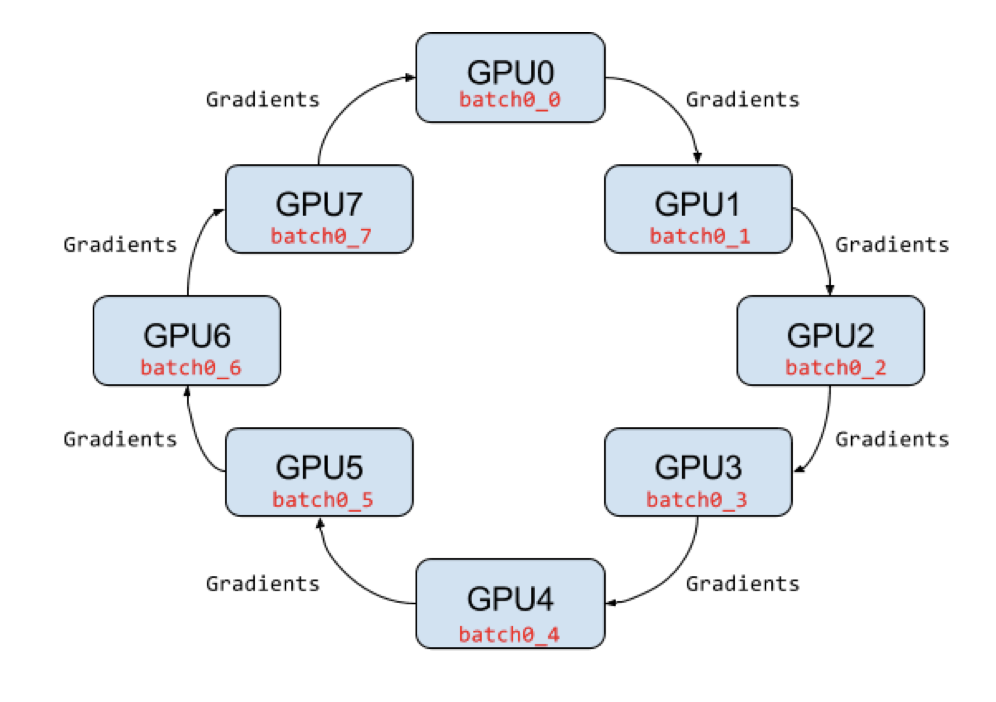 GPU0
batch0_0
Gradients
Gradients
GPU7
batch0_7
GPU1
batch0_1
Gradients
Gradients
GPU6
batch0_6
GPU2
batch0_2
Gradients
Gradients
GPU5
batch0_5
GPU3
batch0_3
Gradients
Gradients
GPU4
batch0_4